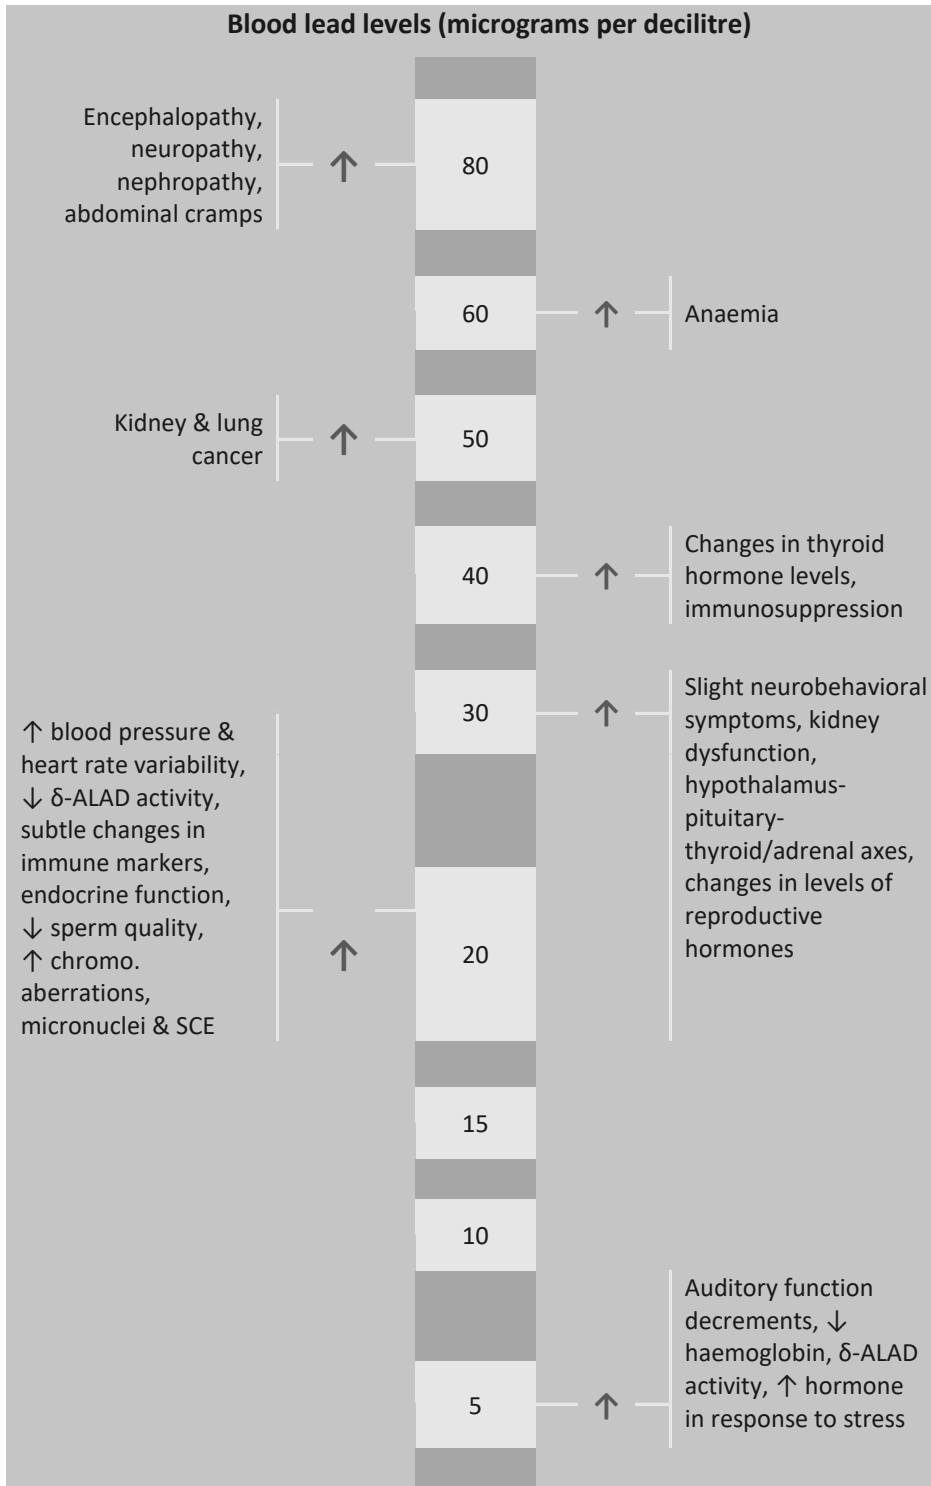 Blood lead levels (micrograms per decilitre)
Encephalopathy,
neuropathy,
nephropathy,
abdominal cramps
↑
80
60
↑
Anaemia
Kidney & lung
cancer
↑
50
40
↑
Changes in thyroid
hormone levels,
immunosuppression
30
↑
Slight neurobehavioral
symptoms, kidney
dysfunction,
hypothalamus-
pituitary-
thyroid/adrenal axes,
changes in levels of
reproductive
hormones
↑ blood pressure &
heart rate variability,
↓ δ-ALAD activity,
subtle changes in
immune markers,
endocrine function,
↓ sperm quality,
↑ chromo.
aberrations,
micronuclei & SCE
↑
20
15
10
5
↑
Auditory function
decrements, ↓
haemoglobin, δ-ALAD
activity, ↑ hormone
in response to stress